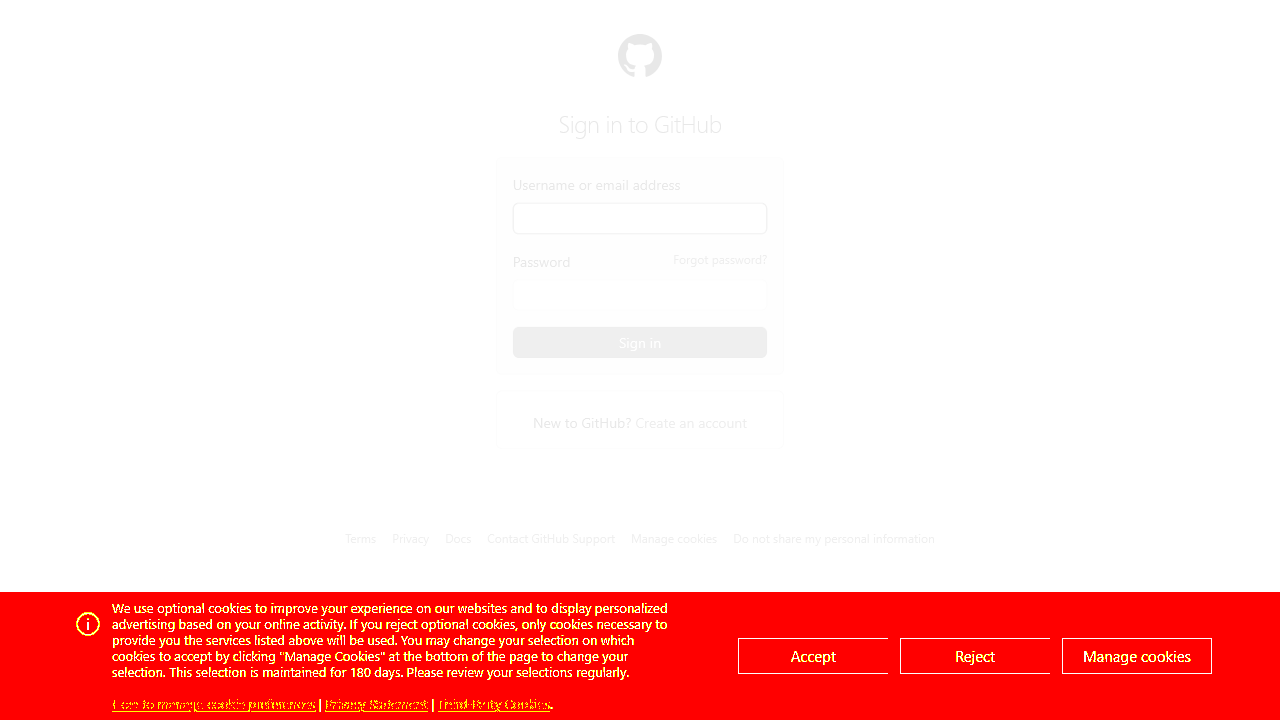 Sign in to GitHub
Username or email address
Password Forgot password?
Sign in
New to GitHub? Create an account
Terms Privacy Docs Contact GitHub Support Manage cookies Do not share my personal information
We use optional cookies to improve your experience on our websites and to display personalized
advertising based on your online activity. If you reject optional cookies, only cookies necessary to
provide you the services listed above will be used. You may change your selection on which
cookies to accept by clicking "Manage Cookies" at the bottom of the page to change your
selection. This selection is maintained for 180 days. Please review your selections regularly.
to manage cookie preferences | Privacy Statement | Third-Party Cookies
Accept Reject Manage cookies